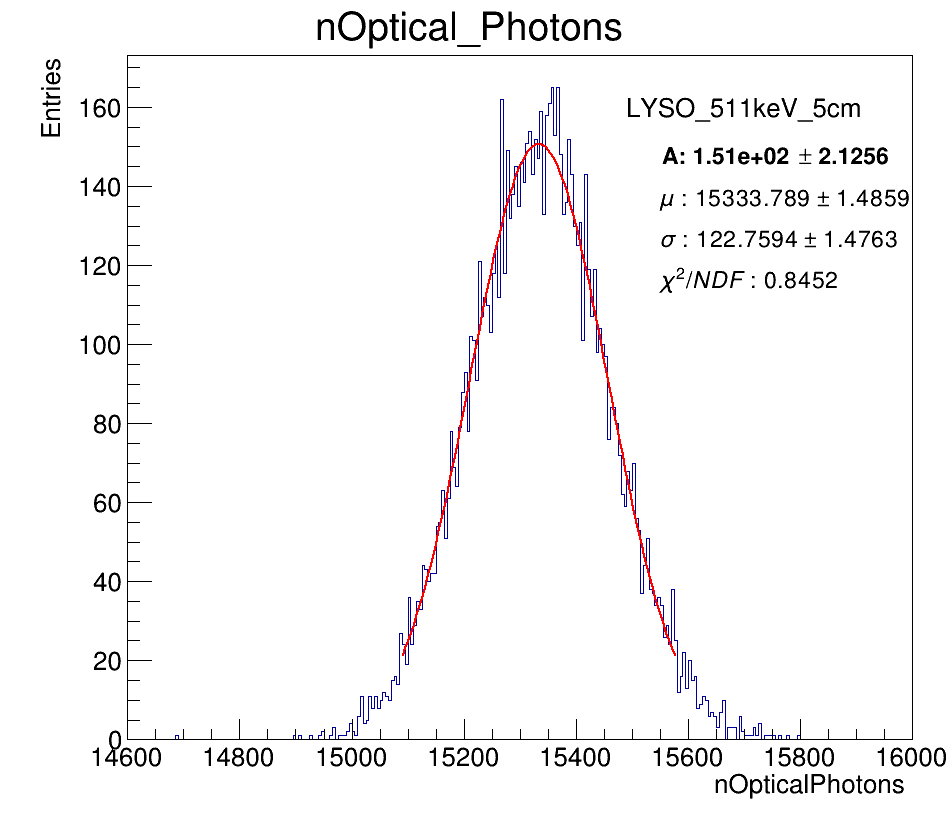 nOptical_Photons
Entries
LYSO_511keV_5cm
A: 1.51e+02 ± 2.1256
μ : 15333.789 ± 1.4859
σ : 122.7594 ± 1.4763
χ²/NDF : 0.8452
160
140
120
100
80
60
40
20
0
14600 14800 15000 15200 15400 15600 15800 16000
nOpticalPhotons